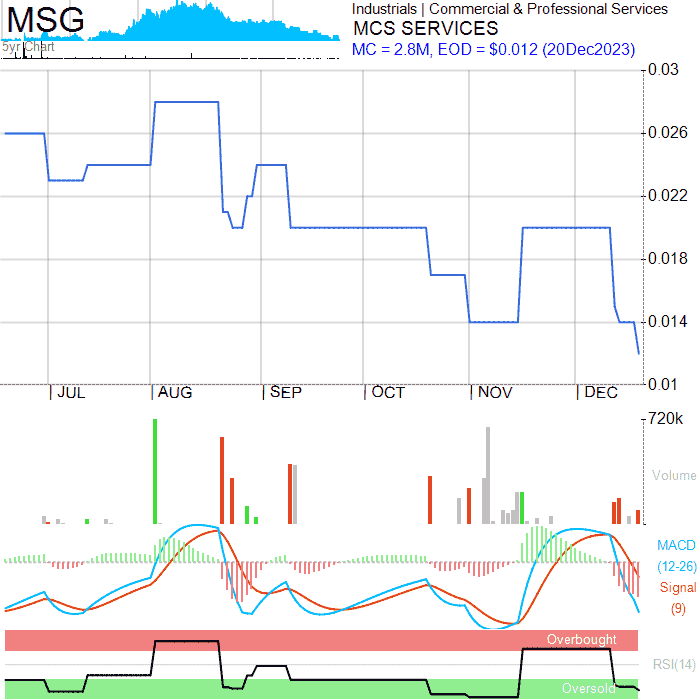 MSG
5yr Chart
Industrials | Commercial & Professional Services
MCS SERVICES
MC = 2.8M, EOD = $0.012 (20Dec2023)
0.03
0.026
0.022
0.018
0.014
0.01
JUL AUG SEP OCT NOV DEC
720k
Volume
MACD
(12-26)
Signal
(9)
Overbought
RSI(14)
Oversold